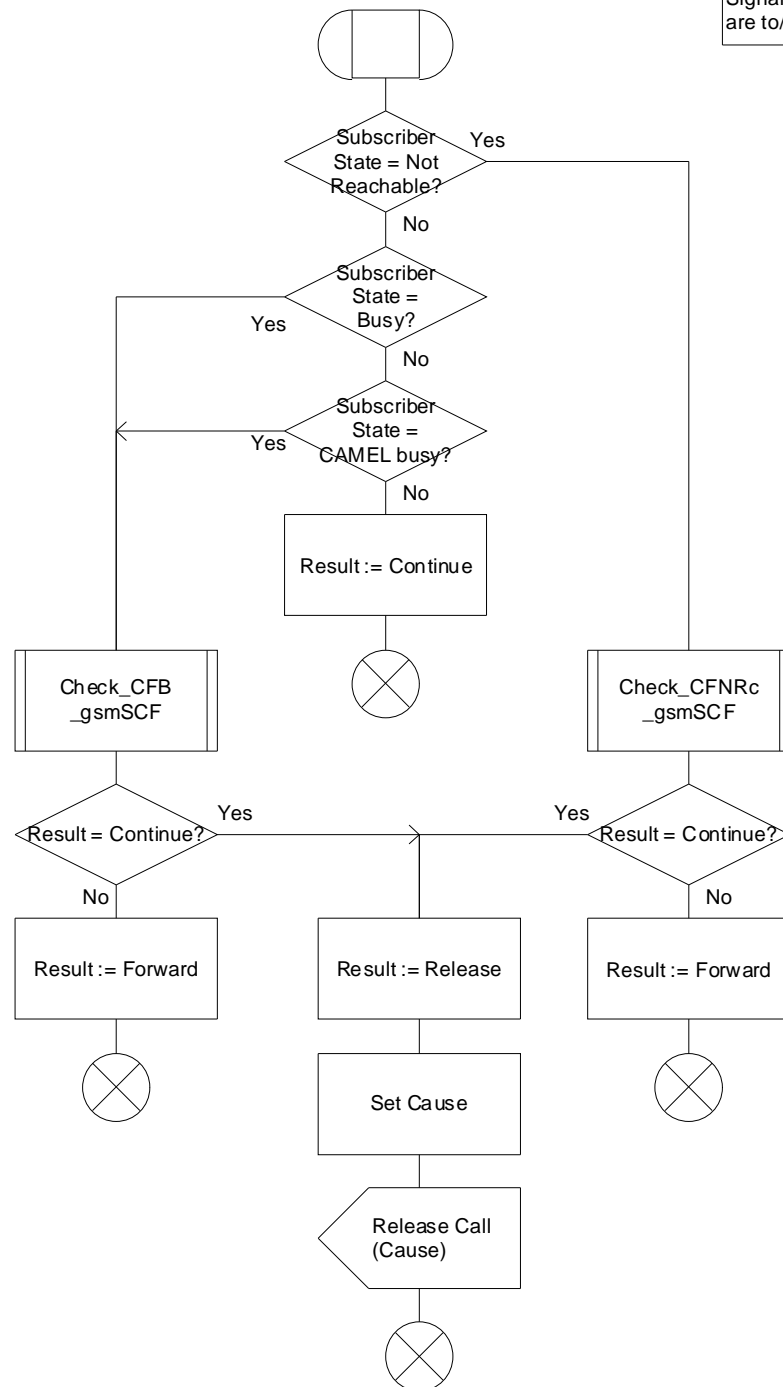 Signal
are to/
Subscriber
State = Not
Reachable?
Yes
No
Subscriber
State =
Busy?
Yes
No
Subscriber
State =
CAMEL busy?
Yes
No
Result := Continue
Check_CFB
_gsmSCF
Check_CFNRc
_gsmSCF
Result = Continue?
Yes
Yes
Result = Continue?
No
No
Result := Forward
Result := Release
Result := Forward
Set Cause
Release Call
(Cause)